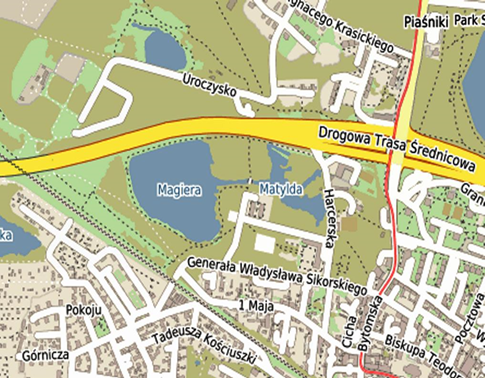 Ignacego Krasickiego
Piaśniki
Park
Uroczysko
Drogowa Trasa Średnicowa
Magiera
Matylda
Harcerska
Generała Władysława Sikorskiego
1 Maja
Pokoju
Górnicza
Tadeusza Kościuszki
Cicha
Bytomska
Biskupa Teodor
Pocztowa